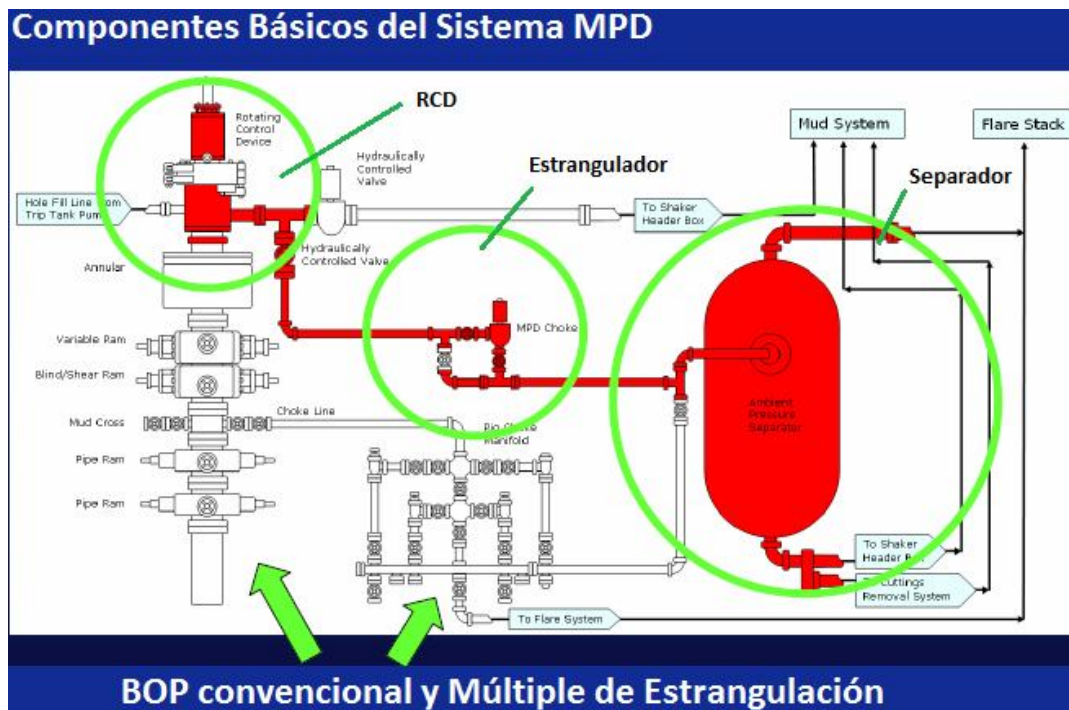 Componentes Básicos del Sistema MPD
RCD
Rotating
Control
Device
Mud System
Flare Stack
Hydraulically
Controlled
Valve
Estrangulador
Separador
Hole Fill Line from
Trip Tank Pump
To Shaker
Header Box
Hydraulically
Controlled Valve
Annular
MPD Choke
Variable Ram
Blind/Shear Ram
Ambient
Pressure
Separator
Choke Line
Mud Cross
Rig Choke
Manifold
Pipe Ram
Pipe Ram
To Shaker
Header Box
To Cuttings
Removal System
To Flare System
BOP convencional y Múltiple de Estrangulación